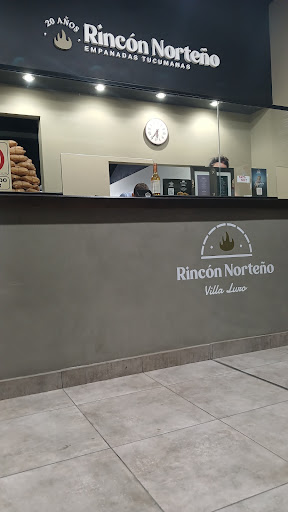 20 AÑOS
Rincón Norteño
EMPANADAS TUCUMANAS
Rincón Norteño
Villa Luro